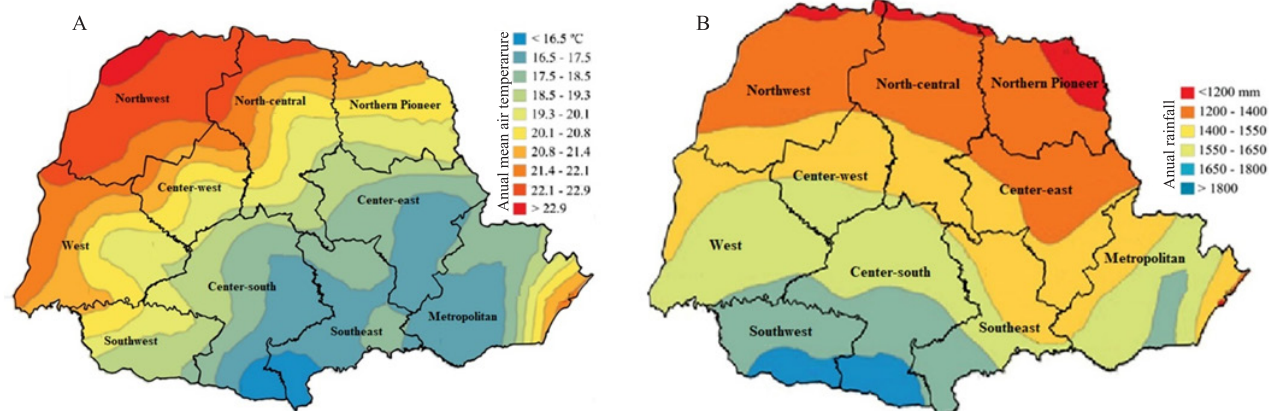 A
Northwest
North-central
Northern Pioneer
Center-west
Center-east
West
Center-south
Southwest
Southeast
Metropolitan
Anual mean air temperarure
< 16.5 ºC
16.5 - 17.5
17.5 - 18.5
18.5 - 19.3
19.3 - 20.1
20.1 - 20.8
20.8 - 21.4
21.4 - 22.1
22.1 - 22.9
> 22.9
B
Northwest
North-central
Northern Pioneer
Center-west
Center-east
West
Center-south
Metropolitan
Southwest
Southeast
Anual rainfall
<1200 mm
1200 - 1400
1400 - 1550
1550 - 1650
1650 - 1800
> 1800